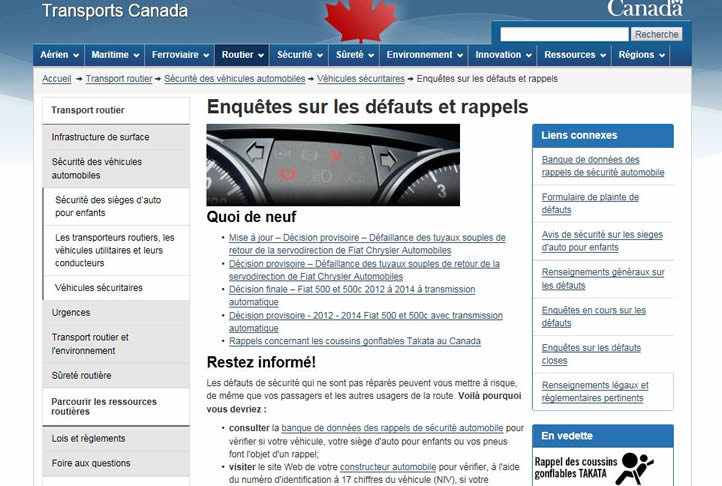 Transports Canada
Canada
Recherche
Aérien
Maritime
Ferroviaire
Routier
Sécurité
Sûreté
Environnement
Innovation
Ressources
Régions
Accueil → Transport routier → Sécurité des véhicules automobiles → Véhicules sécuritaires → Enquêtes sur les défauts et rappels
Transport routier
Infrastructure de surface
Sécurité des véhicules
automobiles
Sécurité des sièges d'auto
pour enfants
Les transporteurs routiers, les
véhicules utilitaires et leurs
conducteurs
Véhicules sécuritaires
Urgences
Transport routier et
l'environnement
Sûreté routière
Parcourir les ressources
routières
Lois et règlements
Foire aux questions
Enquêtes sur les défauts et rappels
Quoi de neuf
• Mise à jour – Décision provisoire – Défaillance des tuyaux souples de
retour de la servodirection de Fiat Chrysler Automobiles
• Décision provisoire – Défaillance des tuyaux souples de retour de la
servodirection de Fiat Chrysler Automobiles
• Décision finale – Fiat 500 et 500c 2012 à 2014 à transmission
automatique
• Décision provisoire - 2012 - 2014 Fiat 500 et 500c avec transmission
automatique
• Rappels concernant les coussins gonflables Takata au Canada
Restez informé!
Les défauts de sécurité qui ne sont pas réparés peuvent vous mettre à risque,
de même que vos passagers et les autres usagers de la route. Voilà pourquoi
vous devriez :
• consulter la banque de données des rappels de sécurité automobile pour
vérifier si votre véhicule, votre siège d'auto pour enfants ou vos pneus
font l'objet d'un rappel;
• visiter le site Web de votre constructeur automobile pour vérifier, à l'aide
du numéro d'identification à 17 chiffres du véhicule (NIV), si votre
Liens connexes
Banque de données des
rappels de sécurité automobile
Formulaire de plainte de
défauts
Avis de sécurité sur les sieges
d'auto pour enfants
Renseignements généraux sur
les défauts
Enquêtes en cours sur les
défauts
Enquêtes sur les défauts
closes
Renseignements légaux et
réglementaires pertinents
En vedette
Rappel des coussins
gonflables TAKATA